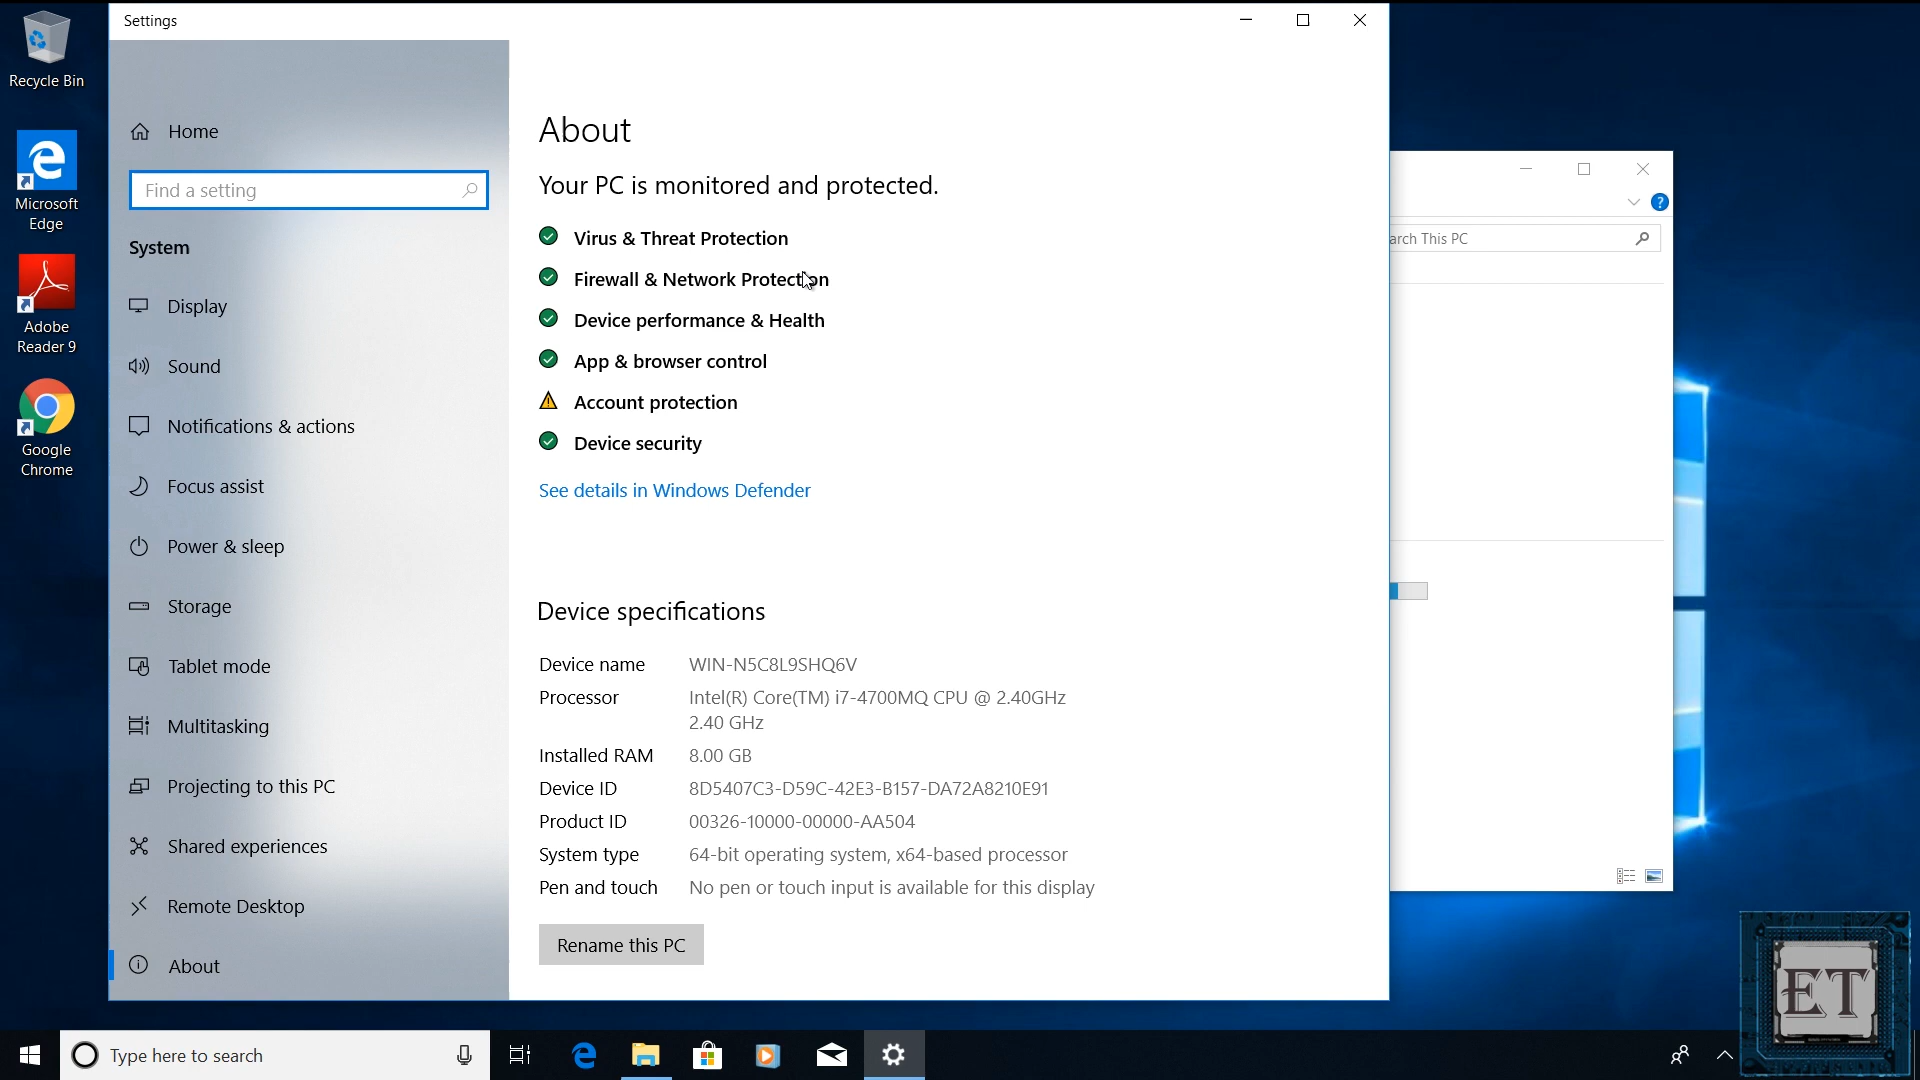 Settings
Recycle Bin
Microsoft
Edge
Adobe
Reader 9
Google
Chrome
Home
Find a setting
System
Display
Sound
Notifications & actions
Focus assist
Power & sleep
Storage
Tablet mode
Multitasking
Projecting to this PC
Shared experiences
Remote Desktop
About
About
Your PC is monitored and protected.
Virus & Threat Protection
Firewall & Network Protection
Device performance & Health
App & browser control
Account protection
Device security
See details in Windows Defender
Device specifications
Device name WIN-N5C8L9SHQ6V
Processor Intel(R) Core(TM) i7-4700MQ CPU @ 2.40GHz
2.40 GHz
Installed RAM 8.00 GB
Device ID 8D5407C3-D59C-42E3-B157-DA72A8210E91
Product ID 00326-10000-00000-AA504
System type 64-bit operating system, x64-based processor
Pen and touch No pen or touch input is available for this display
Rename this PC
?
arch This PC
Type here to search
ET